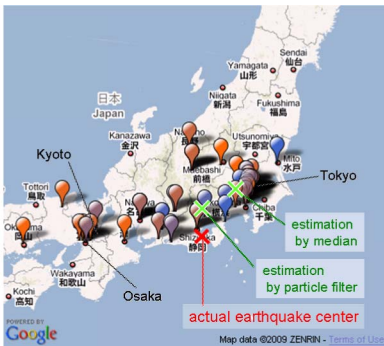 Sendai
仙台
Yamagata
山形
Niigata
新潟
Fukushima
福島
日本
Japan
Kanazawa
金沢
Utsunomiya
宇都宮
Mito
水戸
Maebashi
前橋
Kyoto
Tokyo
Tottori
鳥取
Chiba
千葉
estimation
by median
静岡
Osaka
Wakayama
和歌山
estimation
by particle filter
Kochi
高知
actual earthquake center
POWERED BY
Google
Map data ©2009 ZENRIN - Terms of Use